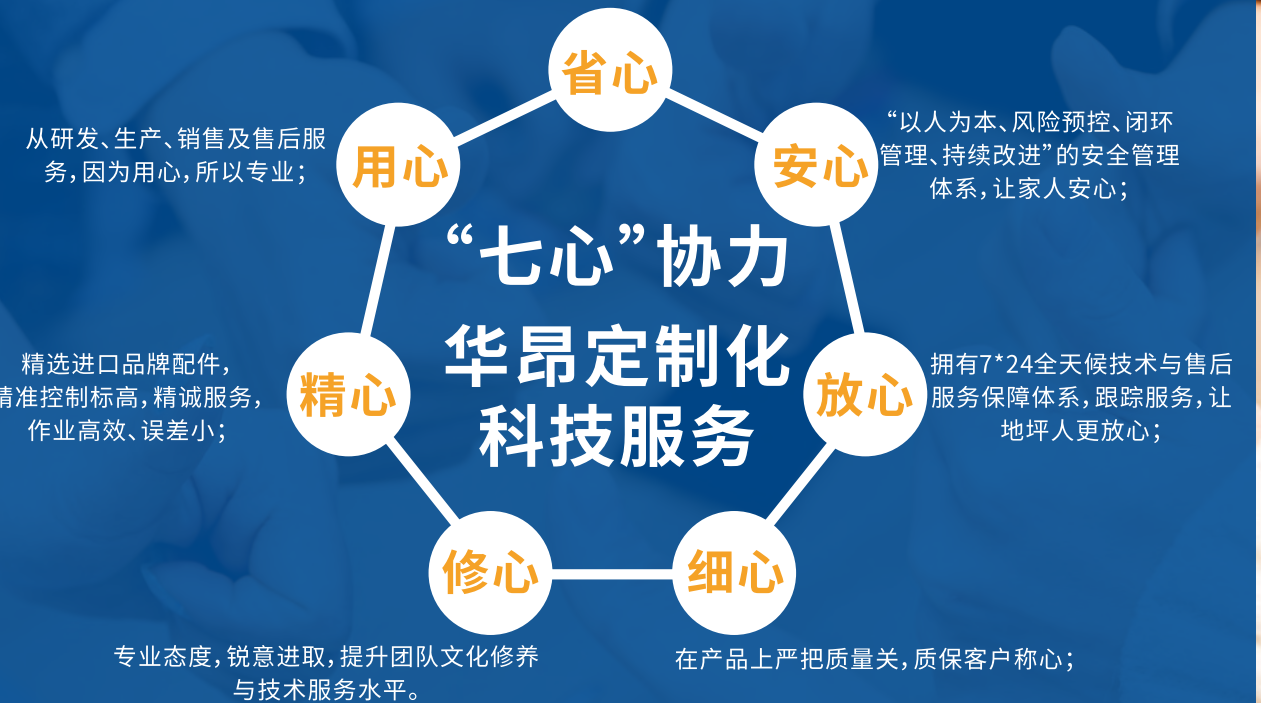 省心
用心
从研发、生产、销售及售后服
务，因为用心，所以专业；
安心
“以人为本、风险预控、闭环
管理、持续改进”的安全管理
体系，让家人安心；
“七心”协力
华昂定制化
科技服务
精心
精选进口品牌配件，
精准控制标高，精诚服务，
作业高效、误差小；
放心
拥有7*24全天候技术与售后
服务保障体系，跟踪服务，让
地坪人更放心；
修心
专业态度，锐意进取，提升团队文化修养
与技术服务水平。
细心
在产品上严把质量关，质保客户称心；